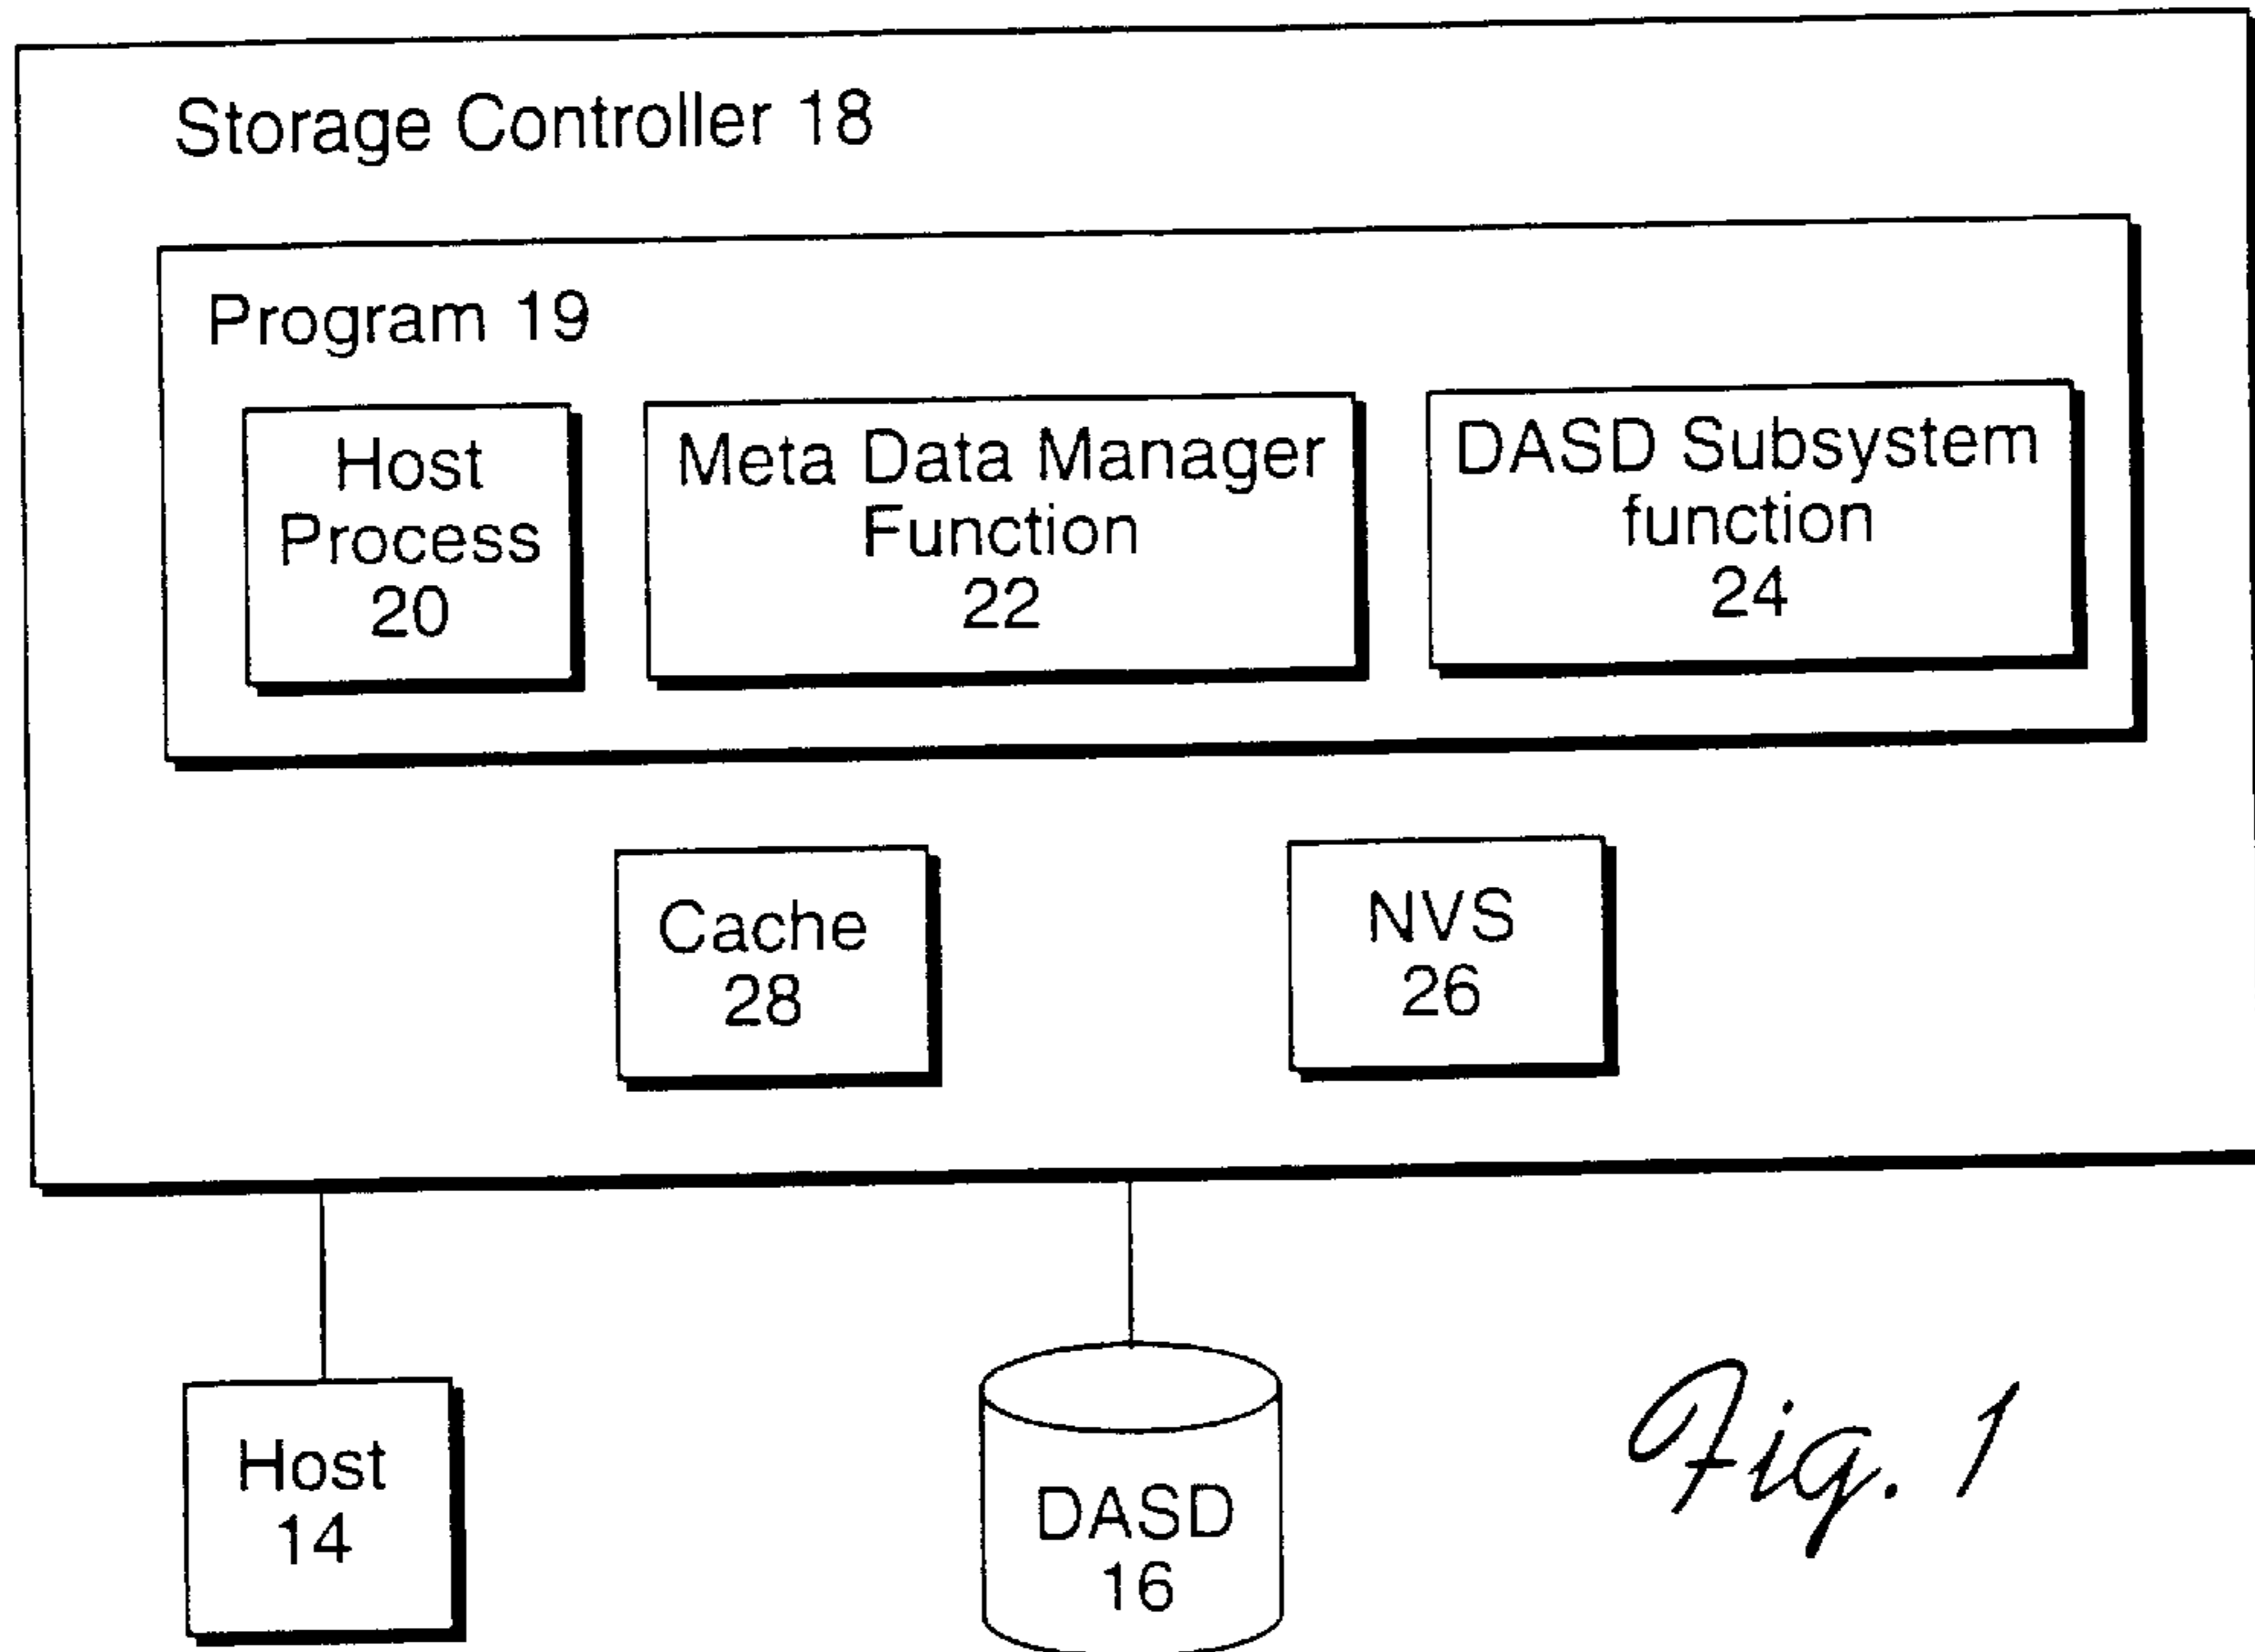 Storage Controller 18
Program 19
Host
Process
20
Meta Data Manager
Function
22
DASD Subsystem
function
24
Cache
28
NVS
26
Host
14
DASD
16
Fig. 1